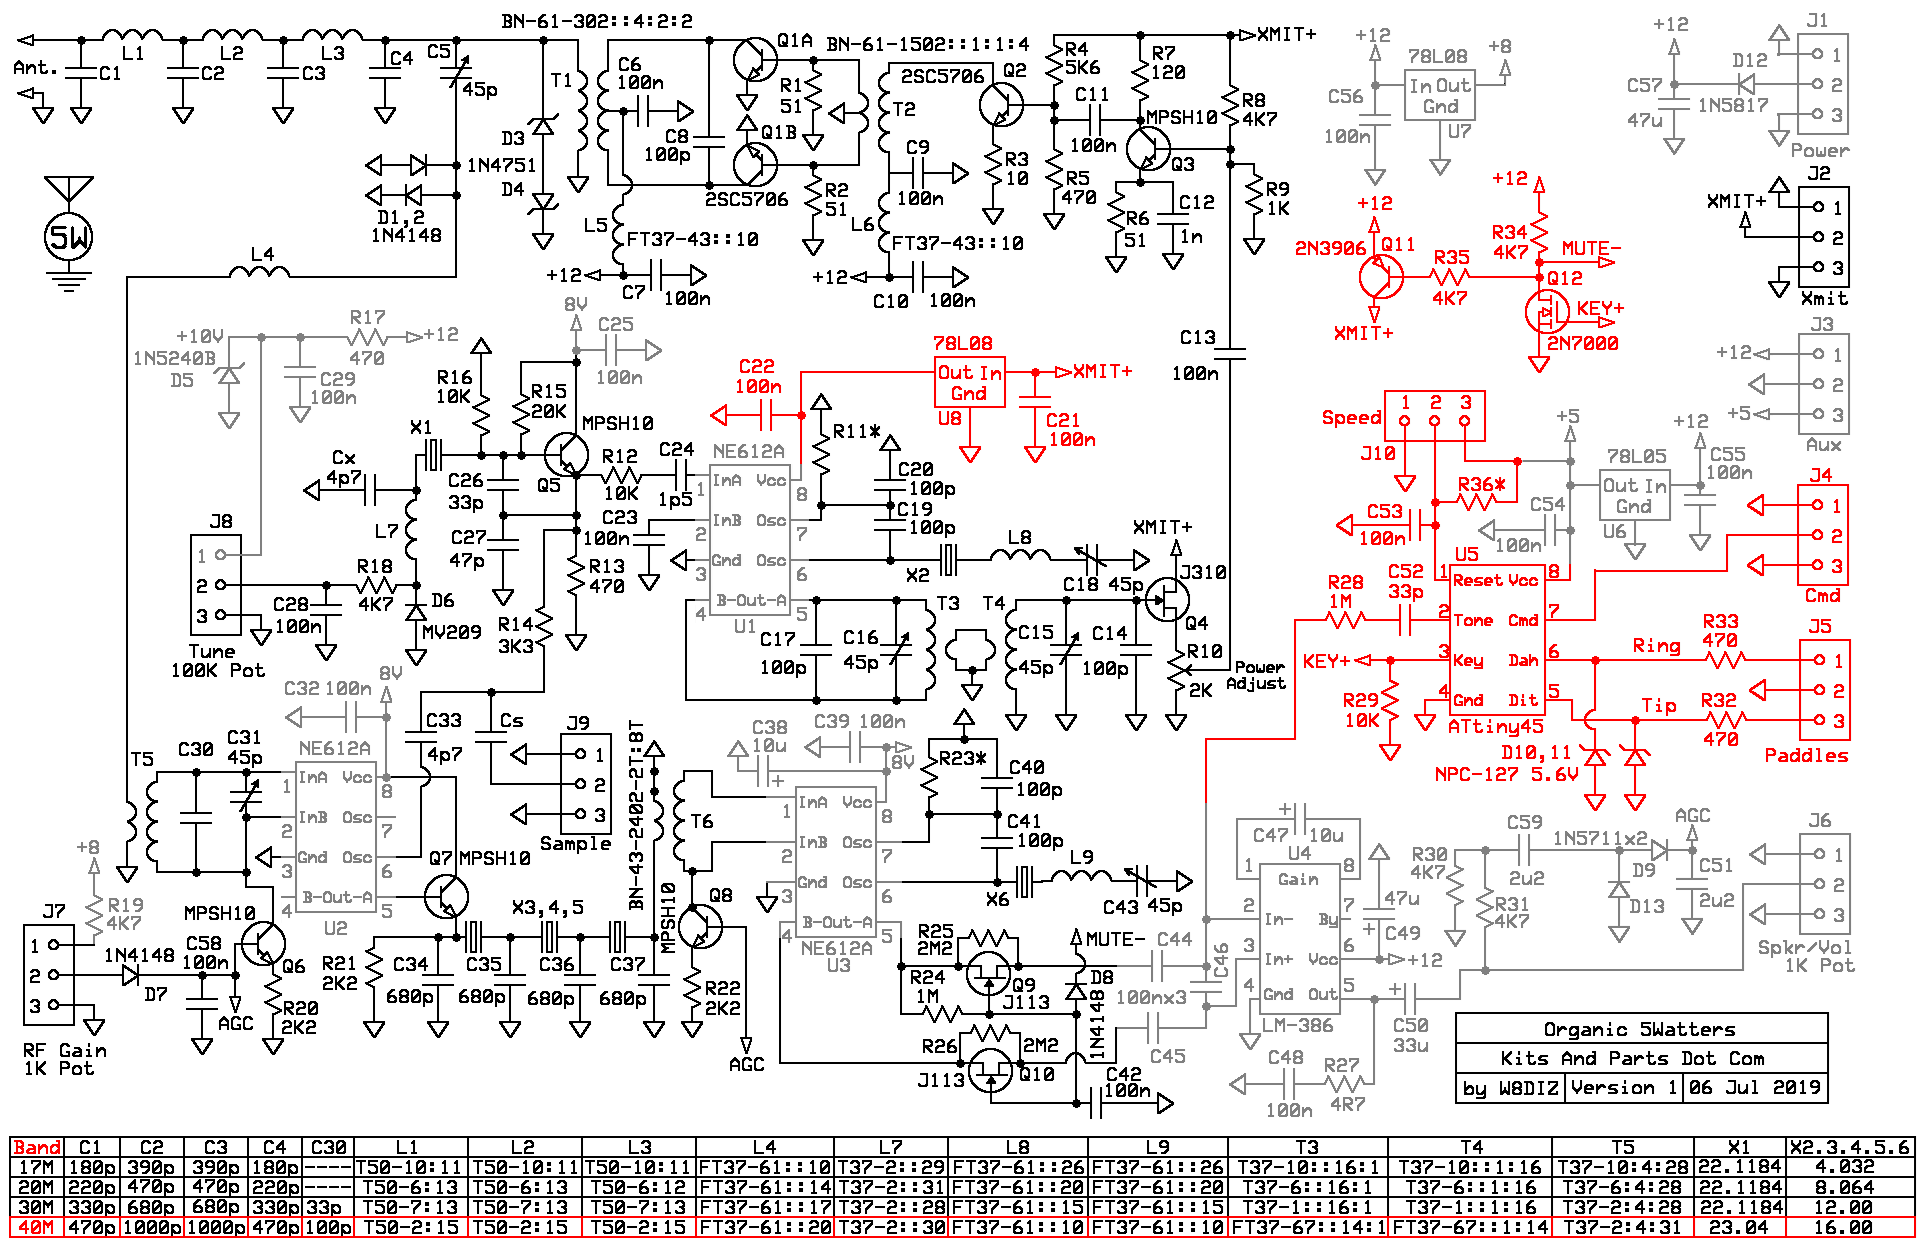 BN-61-302::4:2:2
Ant.
L1
L2
L3
C1
C2
C3
C4
C5
45p
T1
C6
100n
C8
100p
Q1A
Q1B
2SC5706
R1
51
R2
51
BN-61-1502::1:1:4
T2
2SC5706
Q2
C9
100n
L6
R3
10
R4
5K6
R5
470
C11
100n
R7
120
MPSH10
Q3
R6
51
C12
1n
XMIT+
R8
4K7
R9
1K
D3
1N4751
D4
D1,2
1N4148
5W
L4
L5
FT37-43::10
+12
C7
100n
FT37-43::10
+12
C10
100n
C13
100n
+12
78L08
In Out
Gnd
U7
+8
C56
100n
+12
C57
47u
D12
1N5817
J1
1
2
3
Power
J2
XMIT+
1
2
3
Xmit
+12
2N3906
Q11
XMIT+
R35
4K7
+12
R34
4K7
MUTE-
Q12
KEY+
2N7000
J3
+12
1
2
+5
3
Aux
+10V
1N5240B
D5
C29
100n
R17
470
+12
8V
C25
100n
R16
10K
R15
20K
MPSH10
Q5
X1
Cx
4p7
L7
C26
33p
C27
47p
R12
10K
C24
1p5
C23
100n
R13
470
R14
3K3
R18
4K7
D6
MV209
C28
100n
J8
1
2
3
Tune
100K Pot
C22
100n
78L08
Out In
Gnd
U8
XMIT+
C21
100n
NE612A
InA Vcc
InB Osc
Gnd Osc
B-Out-A
1
2
3
4
5
6
7
8
U1
R11*
C20
100p
C19
100p
X2
L8
C18 45p
C17
100p
C16
45p
T3
T4
C15
45p
C14
100p
XMIT+
J310
Q4
R10
2K
Power
Adjust
Speed
1 2 3
J10
R36*
C53
100n
C54
100n
+5
78L05
Out In
Gnd
U6
+12
C55
100n
J4
1
2
3
Cmd
U5
Reset Vcc
Tone Cmd
Key Dah
Gnd Dit
1
2
3
4
5
6
7
8
ATtiny45
R28
1M
C52
33p
KEY+
R29
10K
Ring
R33
470
Tip
R32
470
J5
1
2
3
Paddles
D10,11
NPC-127 5.6V
C32 100n
8V
NE612A
InA Vcc
InB Osc
Gnd Osc
B-Out-A
1
2
3
4
5
6
7
8
U2
T5
C30
C31
45p
C33
4p7
Cs
J9
1
2
3
Sample
+8
R19
4K7
J7
1
2
3
RF Gain
1K Pot
1N4148
D7
MPSH10
C58
100n
AGC
Q6
R20
2K2
Q7
MPSH10
R21
2K2
C34
680p
C35
680p
C36
680p
C37
680p
X3,4,5
BN-43-2402-2T:8T
T6
MPSH10
Q8
R22
2K2
AGC
C38
10u
+
C39 100n
8V
NE612A
InA Vcc
InB Osc
Gnd Osc
B-Out-A
1
2
3
4
5
6
7
8
U3
R23*
C40
100p
C41
100p
X6
L9
C43
45p
R25
2M2
R24
1M
Q9
J113
R26
2M2
J113
Q10
MUTE-
D8
1N4148
C42
100n
C44
C46
100nx3
C45
C47
+
10u
U4
Gain
In-
By
In+
Vcc
Gnd
Out
1
2
3
4
5
6
7
8
LM-386
47u
+
C49
+12
+
C50
33u
C48
100n
R27
4R7
R30
4K7
R31
4K7
C59
2u2
1N5711x2
D9
D13
AGC
C51
2u2
J6
1
2
3
Spkr/Vol
1K Pot
Organic 5Watters
Kits And Parts Dot Com
by W8DIZ Version 1 06 Jul 2019
Band C1 C2 C3 C4 C30 L1 L2 L3 L4 L7 L8 L9 T3 T4 T5 X1 X2.3.4.5.6
17M 180p 390p 390p 180p ---- T50-10:11 T50-10:11 T50-10:11 FT37-61::10 T37-2::29 FT37-61::26 FT37-61::26 T37-10::16:1 T37-10::1:16 T37-10:4:28 22.1184 4.032
20M 220p 470p 470p 220p ---- T50-6:13 T50-6:13 T50-6:12 FT37-61::14 T37-2::31 FT37-61::20 FT37-61::20 T37-6::16:1 T37-6::1:16 T37-6:4:28 22.1184 8.064
30M 330p 680p 680p 330p 33p T50-7:13 T50-7:13 T50-7:13 FT37-61::17 T37-2::28 FT37-61::15 FT37-61::15 T37-1::16:1 T37-1::1:16 T37-2:4:28 22.1184 12.00
40M 470p 1000p 1000p 470p 100p T50-2:15 T50-2:15 T50-2:15 FT37-61::20 T37-2::30 FT37-61::10 FT37-61::10 FT37-67::14:1 FT37-67::1:14 T37-2:4:31 23.04 16.00